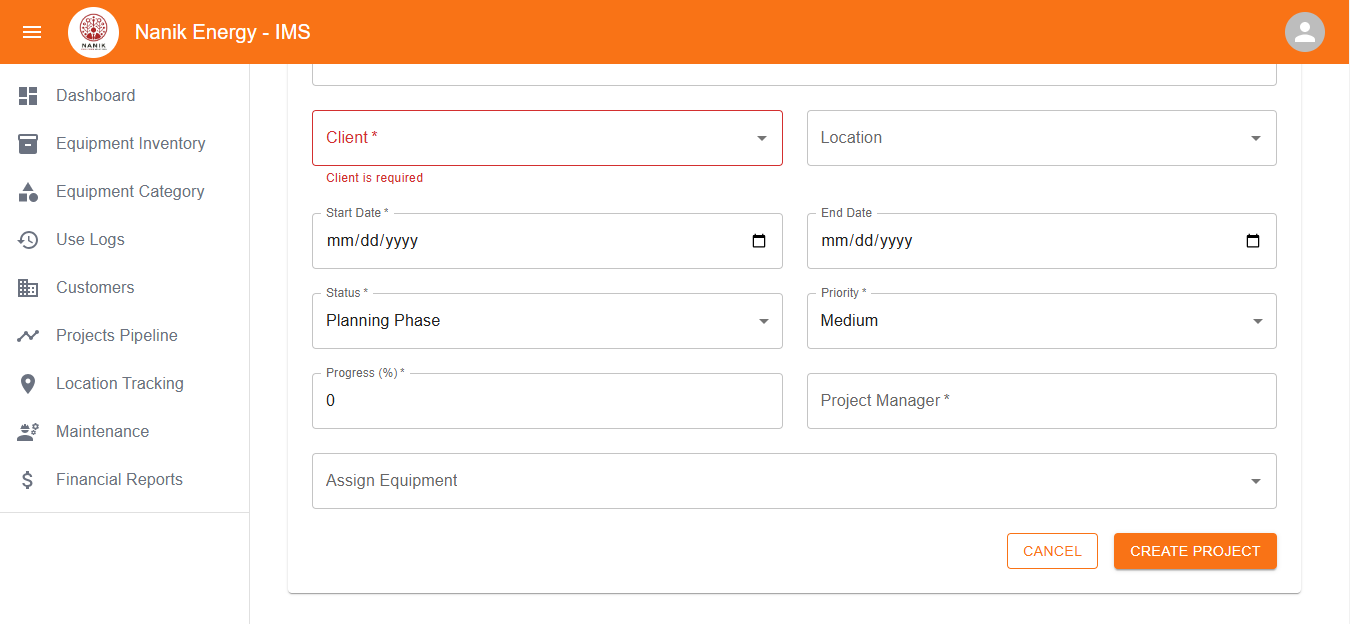 NANIK
Nanik Energy - IMS
Dashboard
Equipment Inventory
Equipment Category
Use Logs
Customers
Projects Pipeline
Location Tracking
Maintenance
Financial Reports
Client *
Location
Client is required
Start Date *
End Date
mm/dd/yyyy
mm/dd/yyyy
Status *
Priority *
Planning Phase
Medium
Progress (%) *
0
Project Manager *
Assign Equipment
CANCEL
CREATE PROJECT